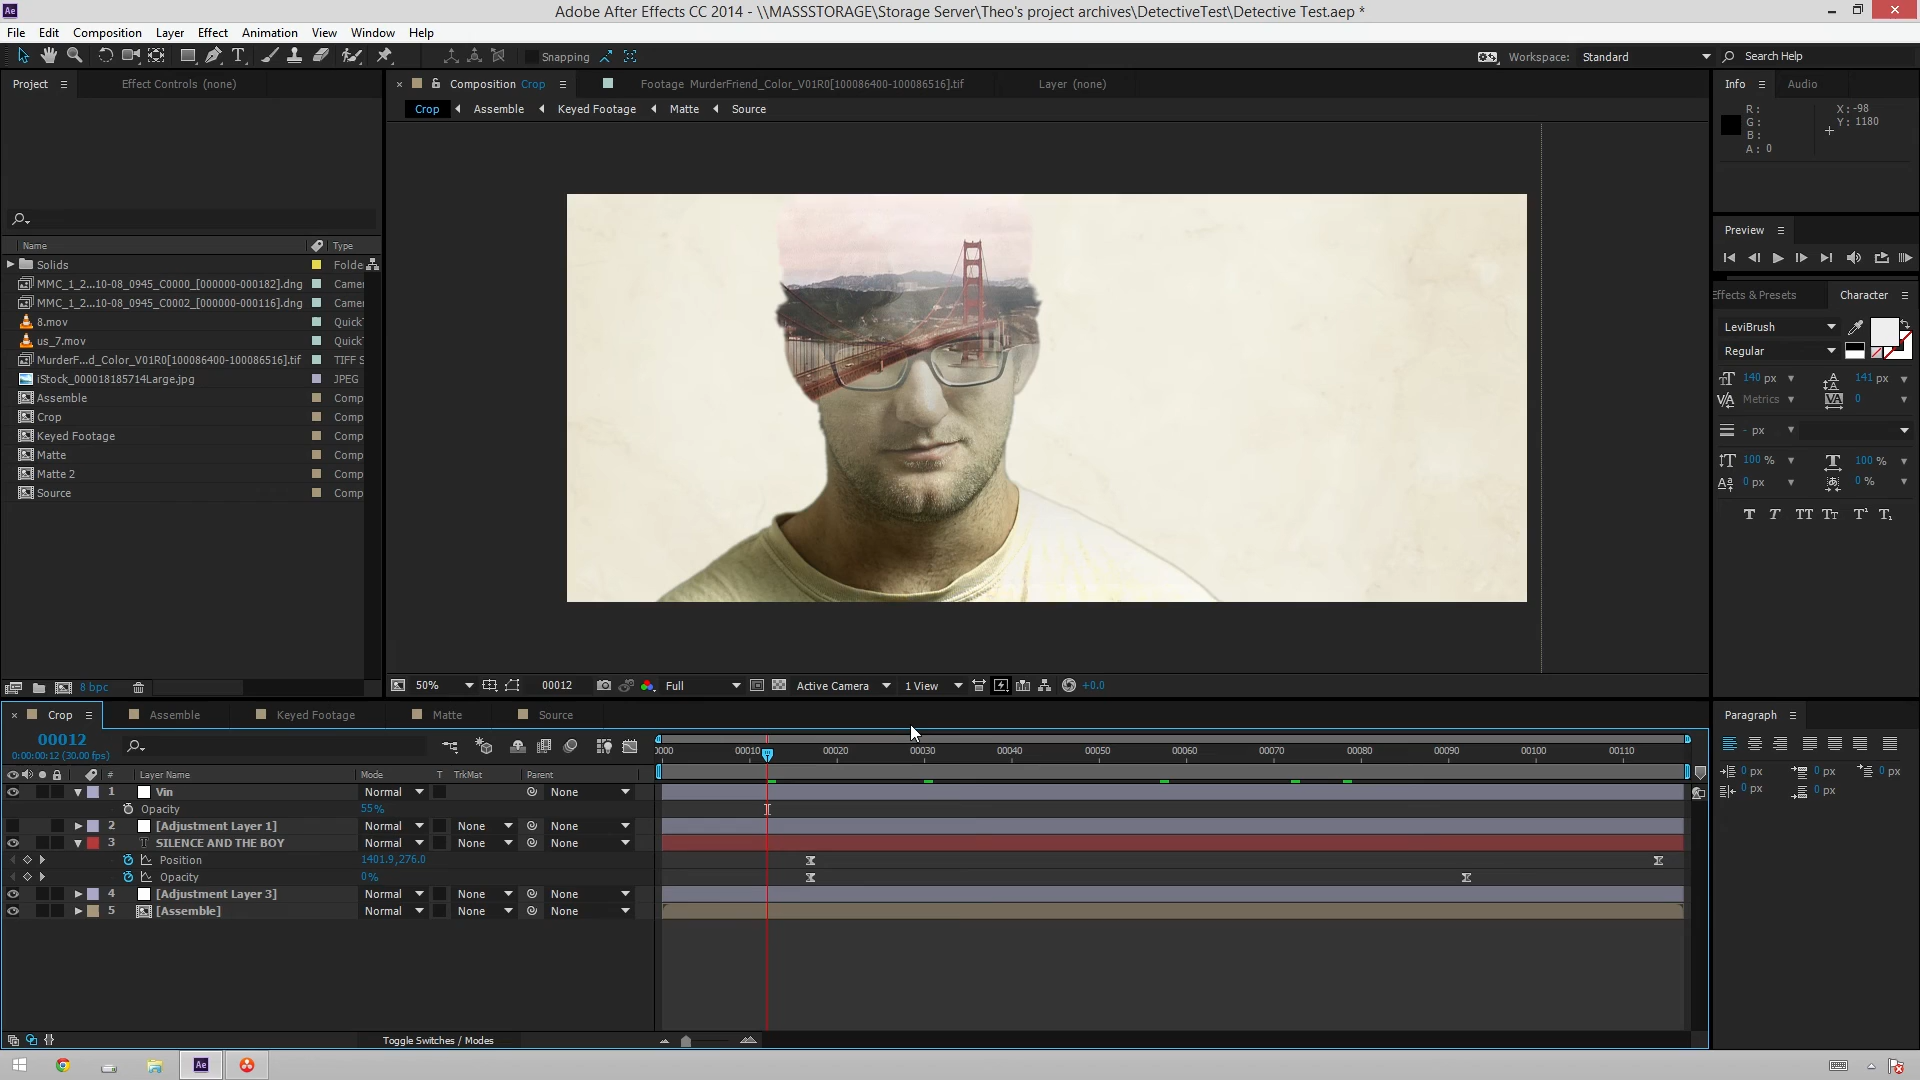 Adobe After Effects CC 2014 - \\MASSSTORAGE\Storage Server\Theo's project archives\DetectiveTest\Detective Test.aep *
File Edit Composition Layer Effect Animation View Window Help
Snapping
Workspace: Standard
Search Help
Project
Effect Controls (none)
Composition Crop
Footage MurderFriend_Color_V01R0[100086400-100086516].tif
Layer (none)
Info
Audio
Crop Assemble Keyed Footage Matte Source
R:
G:
B:
A: 0
X: -98
Y: 1180
Name Type
Solids Folde
MMC_1_2...10-08_0945_C0000_[000000-000182].dng Camer
MMC_1_2...10-08_0945_C0002_[000000-000116].dng Camer
8.mov Quick
us_7.mov Quick
MurderF...d_Color_V01R0[100086400-100086516].tif TIFF S
iStock_000018185714Large.jpg JPEG
Assemble Comp
Crop Comp
Keyed Footage Comp
Matte Comp
Matte 2 Comp
Source Comp
8 bpc
Preview
Effects & Presets
Character
LeviBrush
Regular
140 px
141 px
Metrics
0
- px
100 %
100 %
0 px
0 %
50%
00012
Full
Active Camera
1 View
+0.0
Crop
Assemble
Keyed Footage
Matte
Source
Paragraph
0 px 0 px 0 px
0 px 0 px
00012
0:00:00:12 (30.00 fps)
0000 00010 00020 00030 00040 00050 00060 00070 00080 00090 00100 00110
# Layer Name Mode T TrkMat Parent
1 Vin Normal None
Opacity 55%
2 [Adjustment Layer 1] Normal None None
3 SILENCE AND THE BOY Normal None None
Position 1401.9,276.0
Opacity 0%
4 [Adjustment Layer 3] Normal None None
5 [Assemble] Normal None None
Toggle Switches / Modes